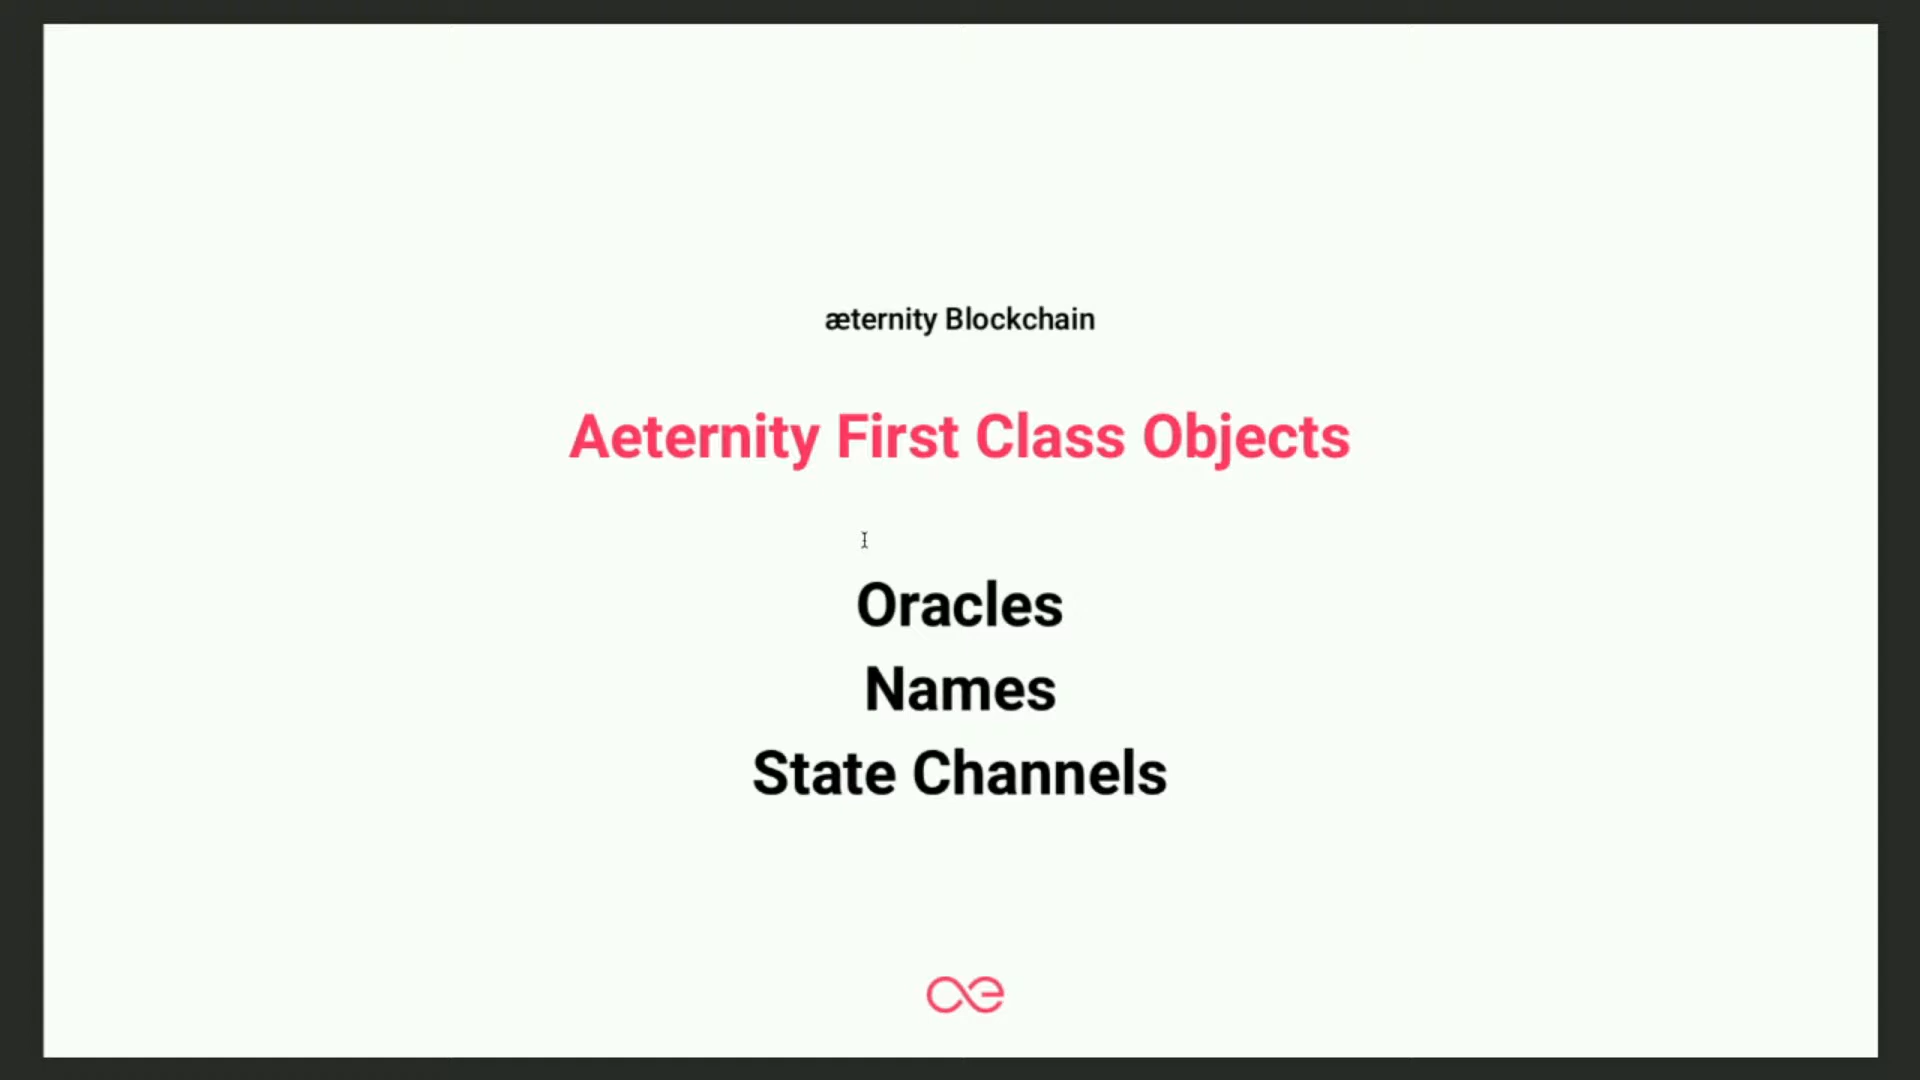 æternity Blockchain
Aeternity First Class Objects
Oracles
Names
State Channels